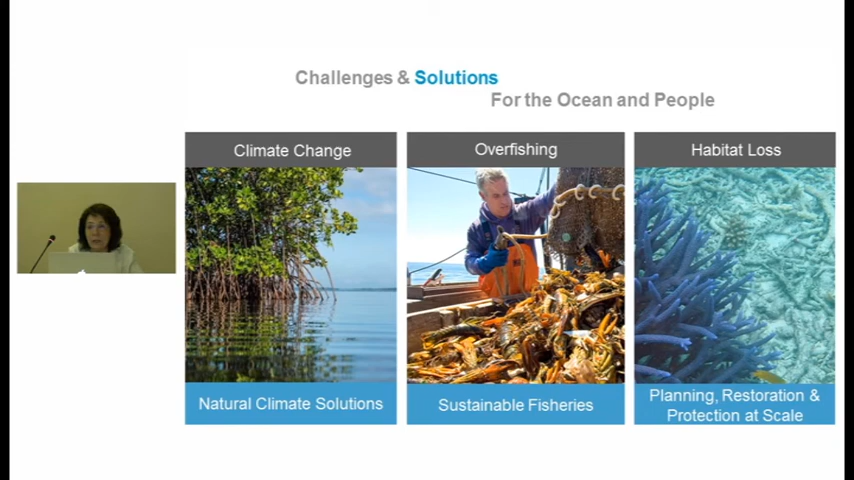 Challenges & Solutions
For the Ocean and People
Climate Change
Overfishing
Habitat Loss
Natural Climate Solutions
Sustainable Fisheries
Planning, Restoration &
Protection at Scale